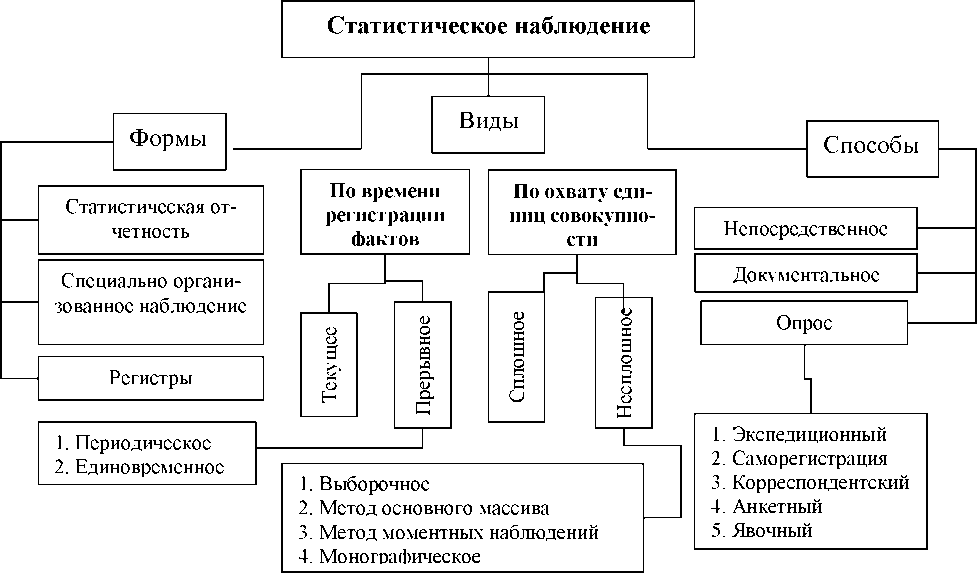 Статистическое наблюдение
Формы
Виды
Способы
Статистическая от-
четность
Специально органи-
зованное наблюдение
Регистры
По времени
регистрации
фактов
По охвату еди-
ниц совокупно-
сти
Текущее
Прерывное
Сплошное
Несплошное
1. Периодическое
2. Единовременное
1. Выборочное
2. Метод основного массива
3. Метод моментных наблюдений
4. Монографическое
Непосредственное
Документальное
Опрос
1. Экспедиционный
2. Саморегистрация
3. Корреспондентский
4. Анкетный
5. Явочный